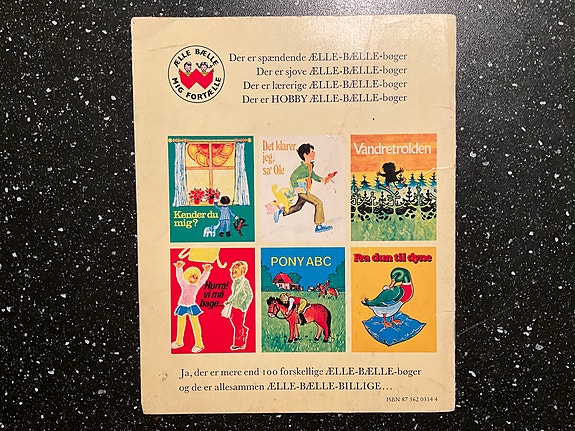 ÆLLE BÆLLE
MIG FORTÆLLE
Der er spændende ÆLLE-BÆLLE-bøger
Der er sjove ÆLLE-BÆLLE-bøger
Der er lærerige ÆLLE-BÆLLE-bøger
Der er HOBBY ÆLLE-BÆLLE-bøger
Kender du
mig?
Det klarer
jeg,
sa' Ole
Vandretrolden
Hurra!
vi må
bage...
PONY ABC
Fra dun til dyne
Ja, der er mere end 100 forskellige ÆLLE-BÆLLE-bøger
og de er allesammen ÆLLE-BÆLLE-BILLIGE...
ISBN 87 562 0314 4